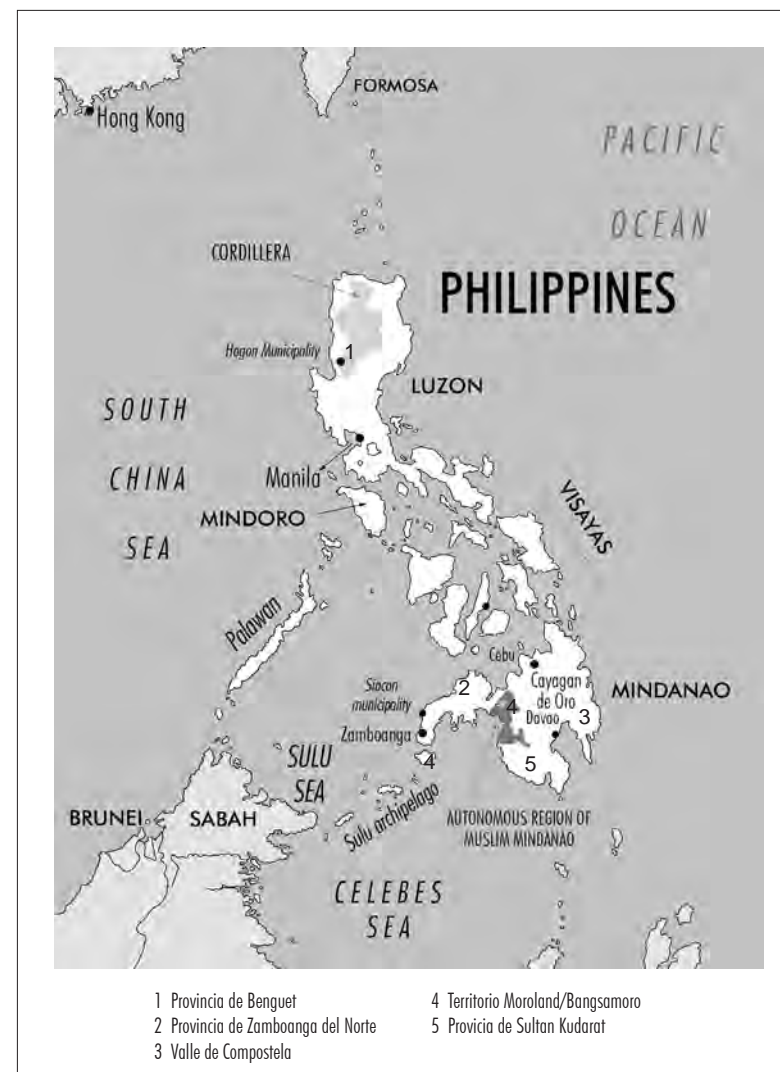 FORMOSA
Hong Kong
PACIFIC
OCEAN
CORDILLERA
PHILIPPINES
Hogon Municipality
1
LUZON
SOUTH
CHINA
SEA
Manila
MINDORO
VISAYAS
Palawan
Cebu
MINDANAO
Siocon
municipality
2
Cayagan
de Oro
Davao
3
4
Zamboanga
4
5
SULU
SEA
Sulu archipelago
BRUNEI
SABAH
AUTONOMOUS REGION OF
MUSLIM MINDANAO
CELEBES
SEA
1 Provincia de Benguet
2 Provincia de Zamboanga del Norte
3 Valle de Compostela
4 Territorio Moroland/Bangsamoro
5 Provicia de Sultan Kudarat